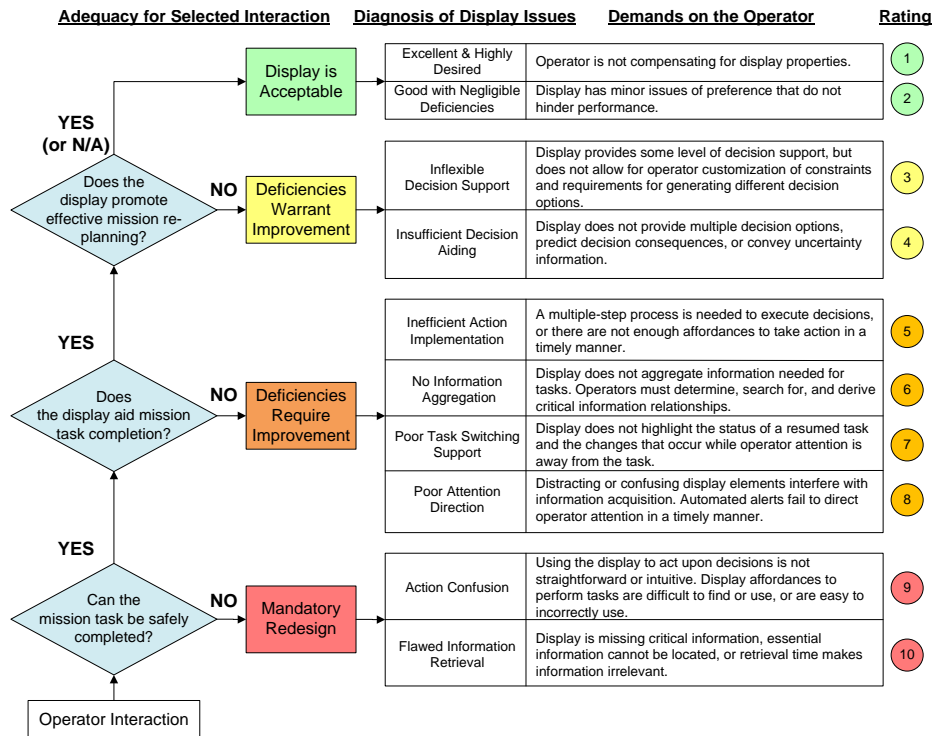 Adequacy for Selected Interaction
Diagnosis of Display Issues
Demands on the Operator
Rating
Display is
Acceptable
Excellent & Highly
Desired
Operator is not compensating for display properties.
1
Good with Negligible
Deficiencies
Display has minor issues of preference that do not
hinder performance.
2
YES
(or N/A)
Does the
display promote
effective mission re-
planning?
NO
Deficiencies
Warrant
Improvement
Inflexible
Decision Support
Display provides some level of decision support, but
does not allow for operator customization of constraints
and requirements for generating different decision
options.
3
Insufficient Decision
Aiding
Display does not provide multiple decision options,
predict decision consequences, or convey uncertainty
information.
4
YES
Does
the display aid mission
task completion?
NO
Deficiencies
Require
Improvement
Inefficient Action
Implementation
A multiple-step process is needed to execute decisions,
or there are not enough affordances to take action in a
timely manner.
5
No Information
Aggregation
Display does not aggregate information needed for
tasks. Operators must determine, search for, and derive
critical information relationships.
6
Poor Task Switching
Support
Display does not highlight the status of a resumed task
and the changes that occur while operator attention is
away from the task.
7
Poor Attention
Direction
Distracting or confusing display elements interfere with
information acquisition. Automated alerts fail to direct
operator attention in a timely manner.
8
YES
Can the
mission task be safely
completed?
NO
Mandatory
Redesign
Action Confusion
Using the display to act upon decisions is not
straightforward or intuitive. Display affordances to
perform tasks are difficult to find or use, or are easy to
incorrectly use.
9
Flawed Information
Retrieval
Display is missing critical information, essential
information cannot be located, or retrieval time makes
information irrelevant.
10
Operator Interaction